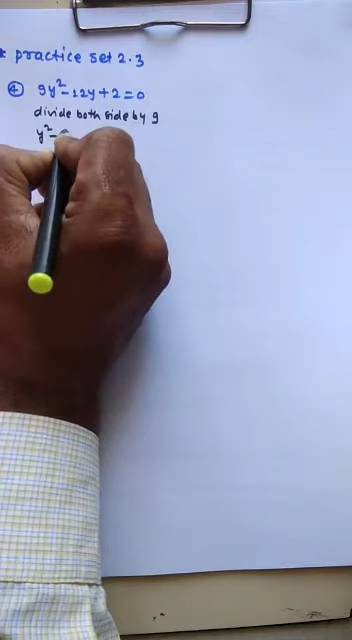 * practice set 2.3
④ 9y²-12y+2=0
divide both side by 9
y²-